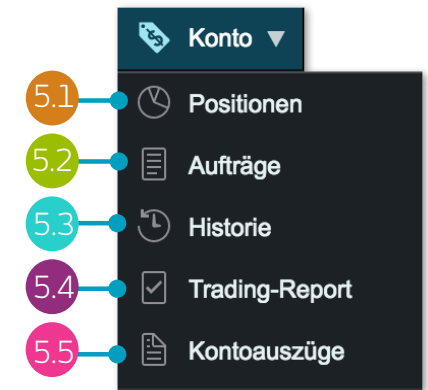 Konto ▼
5.1 Positionen
5.2 Aufträge
5.3 Historie
5.4 Trading-Report
5.5 Kontoauszüge